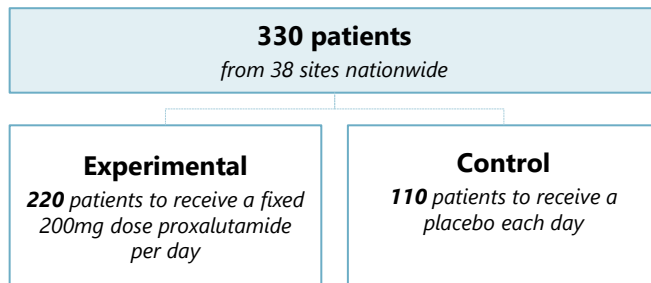 330 patients
from 38 sites nationwide
Experimental
220 patients to receive a fixed
200mg dose proxalutamide
per day
Control
110 patients to receive a
placebo each day